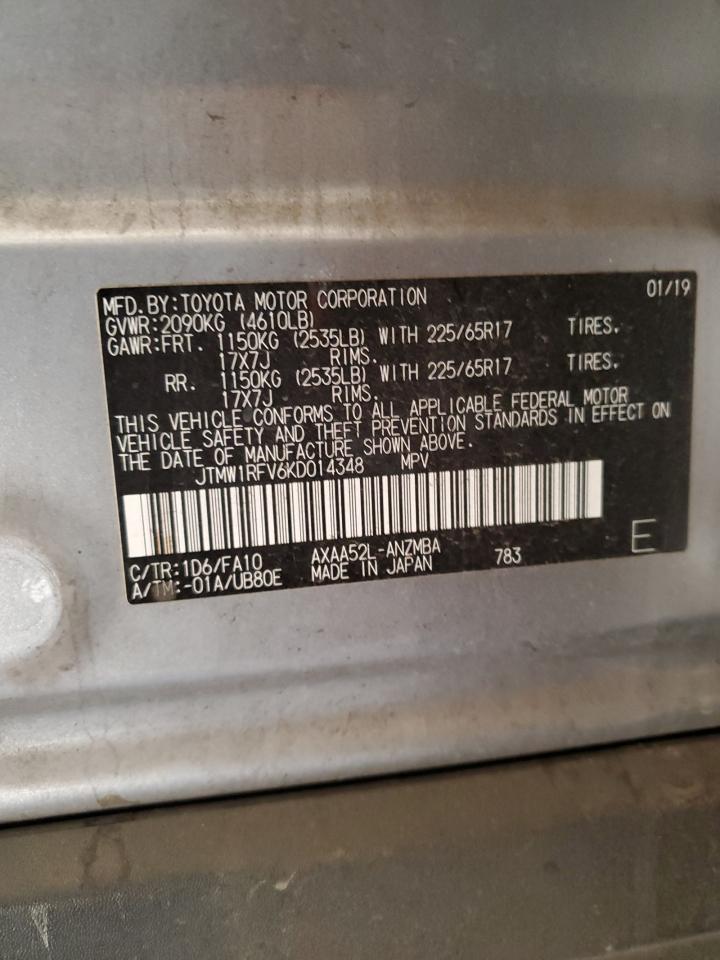 MFD.BY:TOYOTA MOTOR CORPORATION 01/19
GVWR:2090KG (4610LB)
GAWR:FRT. 1150KG (2535LB) WITH 225/65R17 TIRES.
17X7J RIMS.
RR. 1150KG (2535LB) WITH 225/65R17 TIRES.
17X7J RIMS.
THIS VEHICLE CONFORMS TO ALL APPLICABLE FEDERAL MOTOR
VEHICLE SAFETY AND THEFT PREVENTION STANDARDS IN EFFECT ON
THE DATE OF MANUFACTURE SHOWN ABOVE.
JTMW1RFV6KD014348 MPV
C/TR:1D6/FA10 AXAA52L-ANZMBA 783 E
A/TM:-01A/UB80E MADE IN JAPAN